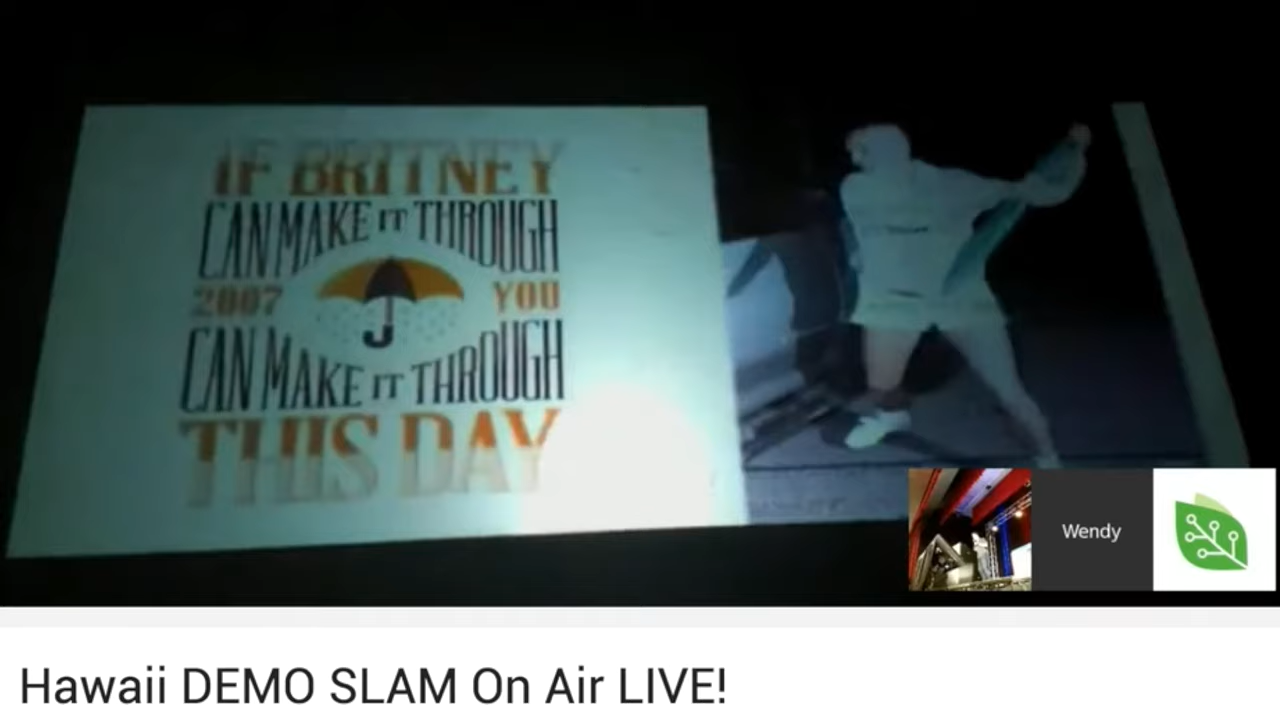 IF BRITNEY
CAN MAKE IT THROUGH
2007 YOU
CAN MAKE IT THROUGH
THIS DAY
Wendy
Hawaii DEMO SLAM On Air LIVE!